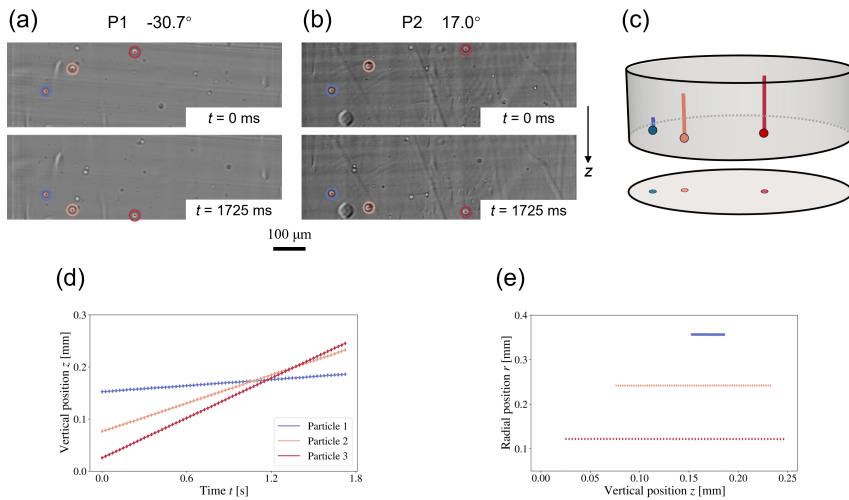 (a) P1 -30.7°
(b) P2 17.0°
(c)
t = 0 ms
t = 0 ms
z
t = 1725 ms
t = 1725 ms
100 μm
(d)
0.3
0.2
0.1
0.0
Vertical position z [mm]
Particle 1
Particle 2
Particle 3
0.0 0.6 1.2 1.8
Time t [s]
(e)
0.4
0.3
0.2
0.1
Radial position r [mm]
0.00 0.05 0.10 0.15 0.20 0.25
Vertical position z [mm]